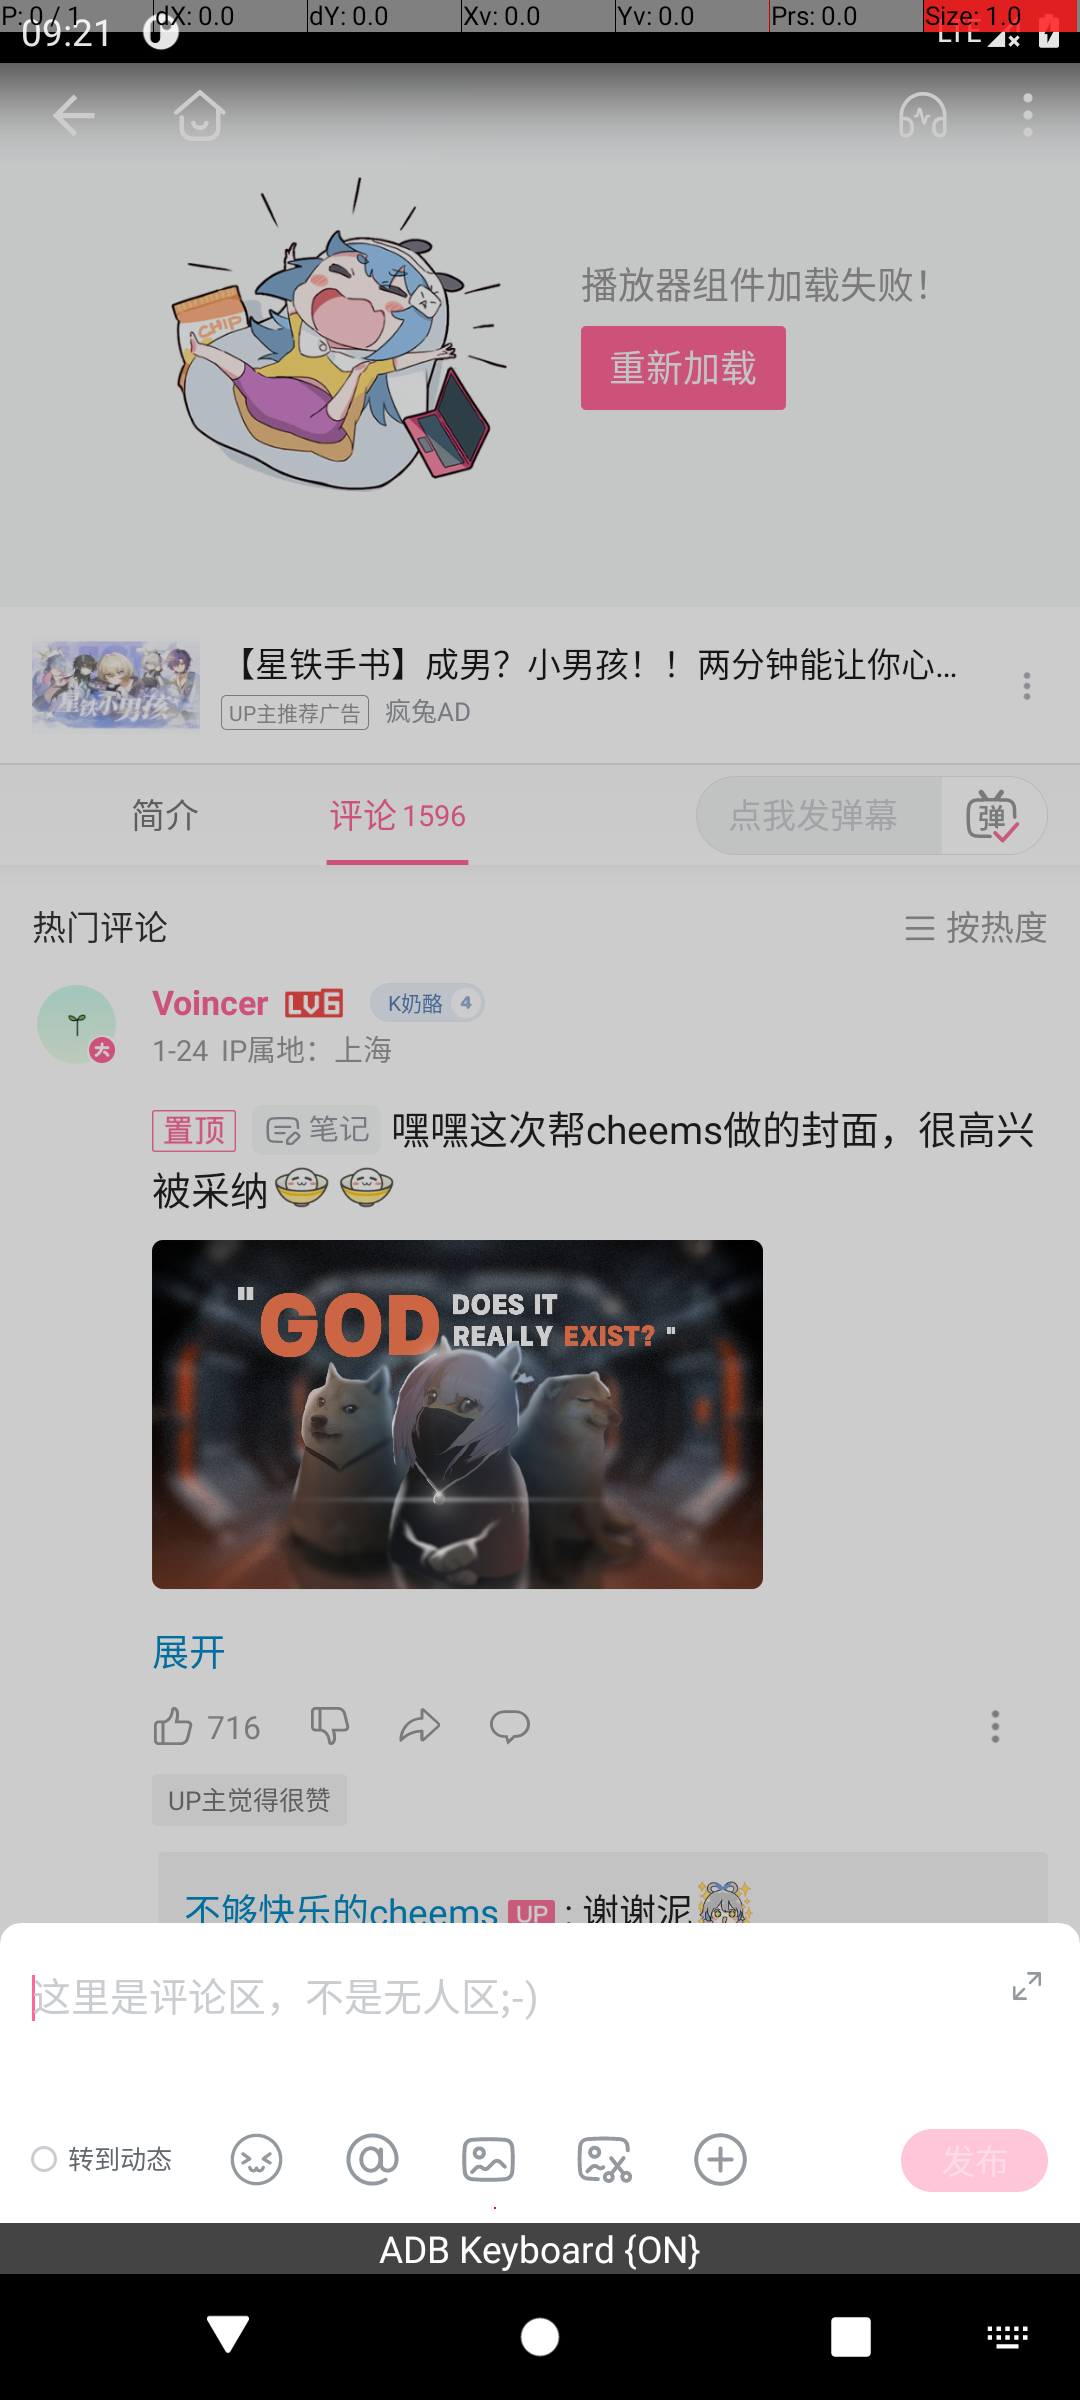 P: 0 / 1 dX: 0.0 dY: 0.0 Xv: 0.0 Yv: 0.0 Prs: 0.0 Size: 1.0
09:21 LTE
CHIP
播放器组件加载失败！
重新加载
星铁小男孩
【星铁手书】成男？小男孩！！两分钟能让你心...
UP主推荐广告 疯兔AD
简介 评论 1596 点我发弹幕 弹
热门评论 按热度
Voincer LV6 K奶酪 4
1-24 IP属地：上海
置顶 笔记 嘿嘿这次帮cheems做的封面，很高兴
被采纳
"GOD DOES IT
REALLY EXIST? "
展开
716
UP主觉得很赞
不够快乐的cheems UP : 谢谢泥
这里是评论区，不是无人区;-)
转到动态 发布
ADB Keyboard {ON}